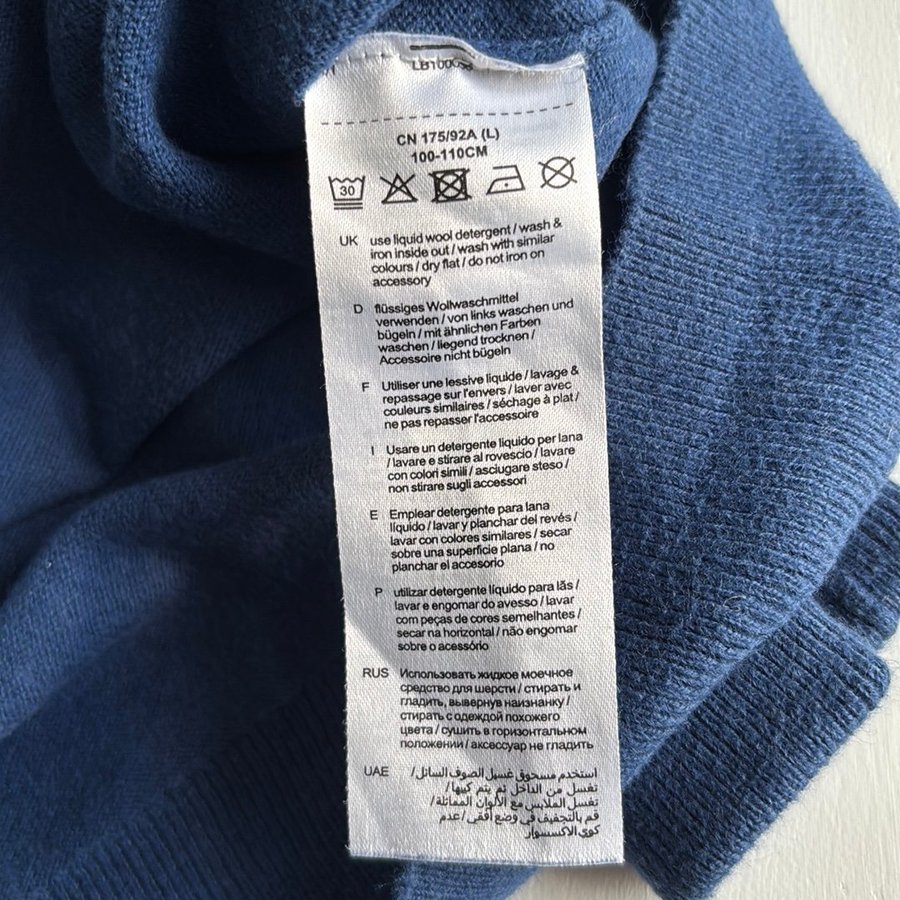 CN 175/92A (L)
100-110CM
30
UK use liquid wool detergent / wash &
iron inside out / wash with similar
colours / dry flat / do not iron on
accessory
D flüssiges Wollwaschmittel
verwenden / von links waschen und
bügeln / mit ähnlichen Farben
waschen / liegend trocknen /
Accessoire nicht bügeln
F Utiliser une lessive liquide / lavage &
repassage sur l'envers / laver avec
couleurs similaires / séchage à plat /
ne pas repasser l'accessoire
I Usare un detergente liquido per lana
/ lavare e stirare al rovescio / lavare
con colori simili / asciugare steso /
non stirare sugli accessori
E Emplear detergente para lana
líquido / lavar y planchar del revés /
lavar con colores similares / secar
sobre una superficie plana / no
planchar el accesorio
P utilizar detergente líquido para lãs /
lavar e engomar do avesso / lavar
com peças de cores semelhantes /
secar na horizontal / não engomar
sobre o acessório
RUS Использовать жидкое моечное
средство для шерсти / стирать и
гладить, вывернув наизнанку /
стирать с одеждой похожего
цвета / сушить в горизонтальном
положении / аксессуар не гладить
UAE استخدم مسحوق غسيل الصوف السائل /
تغسل من الداخل ثم يتم كيها /
تغسل الملابس مع الألوان المماثلة /
قم بالتجفيف في وضع أفقي / عدم
كوي الاكسسوار